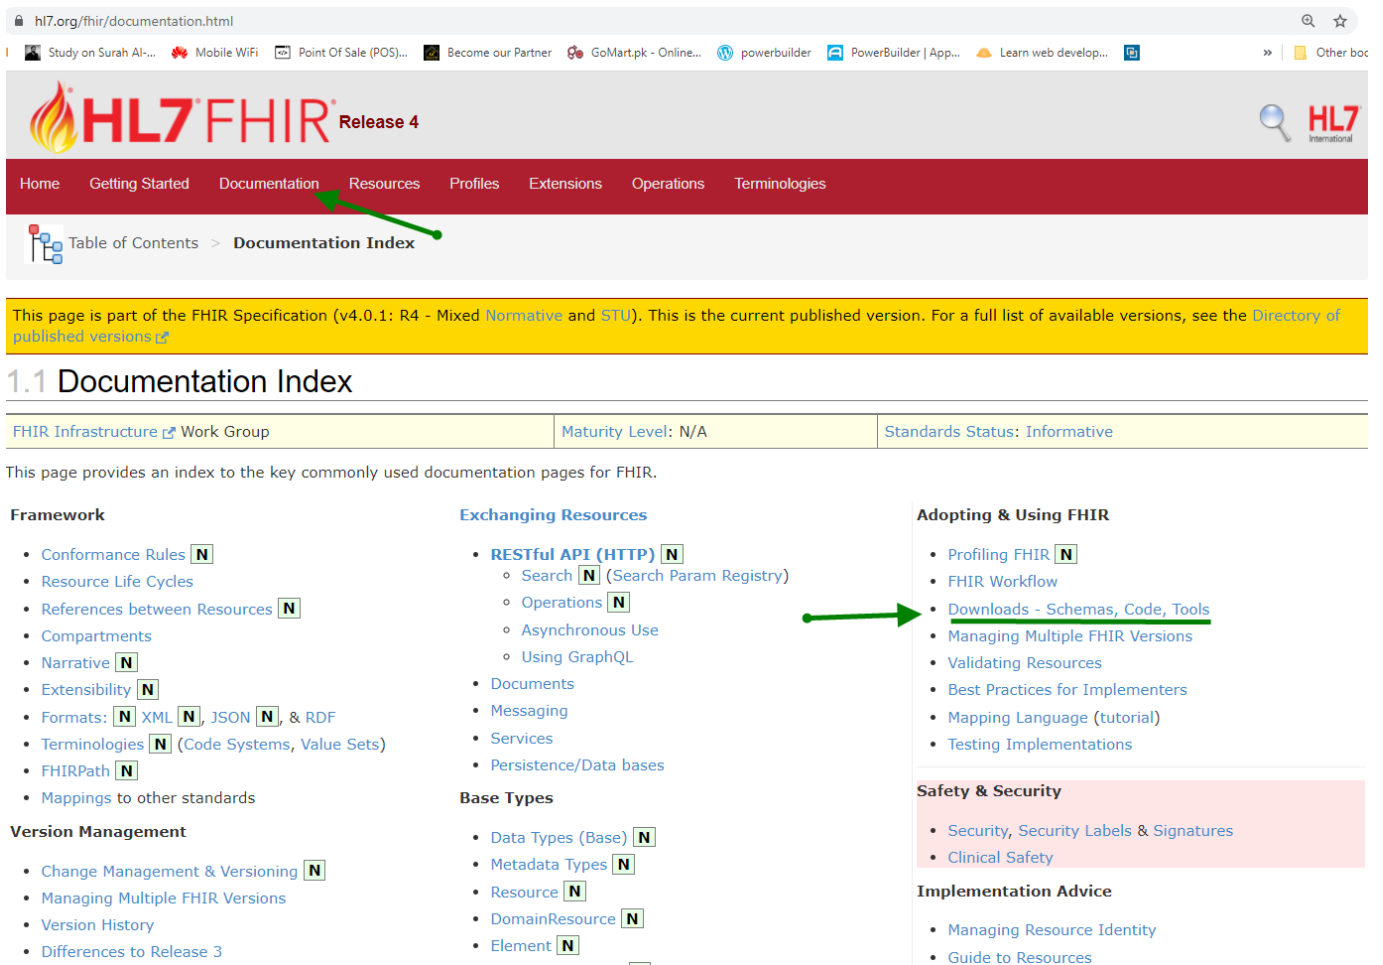 hl7.org/fhir/documentation.html
Study on Surah Al-... Mobile WiFi Point Of Sale (POS)... Become our Partner GoMart.pk - Online... powerbuilder PowerBuilder | App... Learn web develop... » Other boo
HL7 FHIR Release 4
HL7 International
Home Getting Started Documentation Resources Profiles Extensions Operations Terminologies
Table of Contents > Documentation Index
This page is part of the FHIR Specification (v4.0.1: R4 - Mixed Normative and STU). This is the current published version. For a full list of available versions, see the Directory of
published versions
1.1 Documentation Index
FHIR Infrastructure Work Group Maturity Level: N/A Standards Status: Informative
This page provides an index to the key commonly used documentation pages for FHIR.
Framework
Conformance Rules N
Resource Life Cycles
References between Resources N
Compartments
Narrative N
Extensibility N
Formats: N XML N, JSON N, & RDF
Terminologies N (Code Systems, Value Sets)
FHIRPath N
Mappings to other standards
Version Management
Change Management & Versioning N
Managing Multiple FHIR Versions
Version History
Differences to Release 3
Exchanging Resources
RESTful API (HTTP) N
Search N (Search Param Registry)
Operations N
Asynchronous Use
Using GraphQL
Documents
Messaging
Services
Persistence/Data bases
Base Types
Data Types (Base) N
Metadata Types N
Resource N
DomainResource N
Element N
Adopting & Using FHIR
Profiling FHIR N
FHIR Workflow
Downloads - Schemas, Code, Tools
Managing Multiple FHIR Versions
Validating Resources
Best Practices for Implementers
Mapping Language (tutorial)
Testing Implementations
Safety & Security
Security, Security Labels & Signatures
Clinical Safety
Implementation Advice
Managing Resource Identity
Guide to Resources